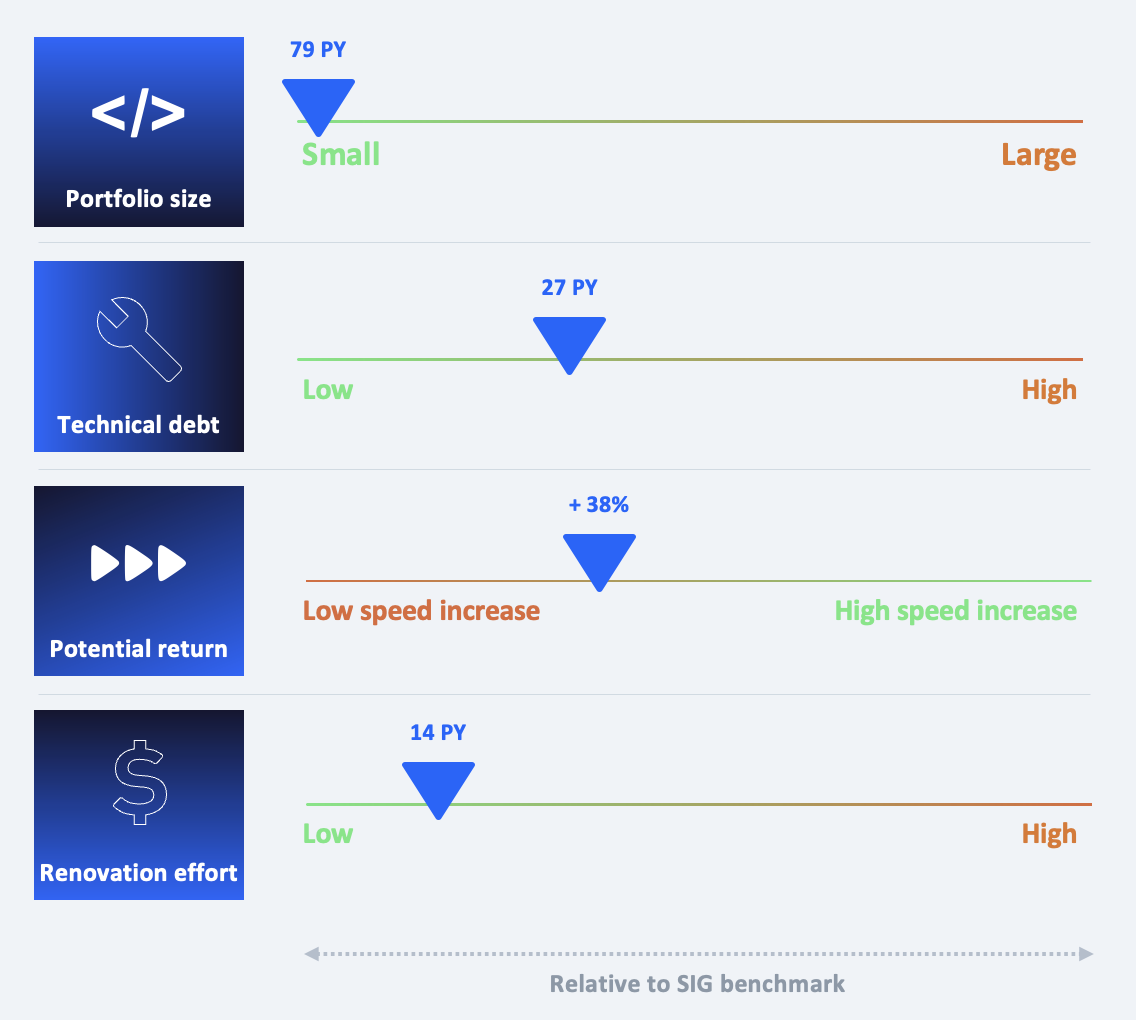 79 PY
</>
Portfolio size
Small
Large
27 PY
Technical debt
Low
High
+ 38%
Potential return
Low speed increase
High speed increase
14 PY
$
Renovation effort
Low
High
Relative to SIG benchmark